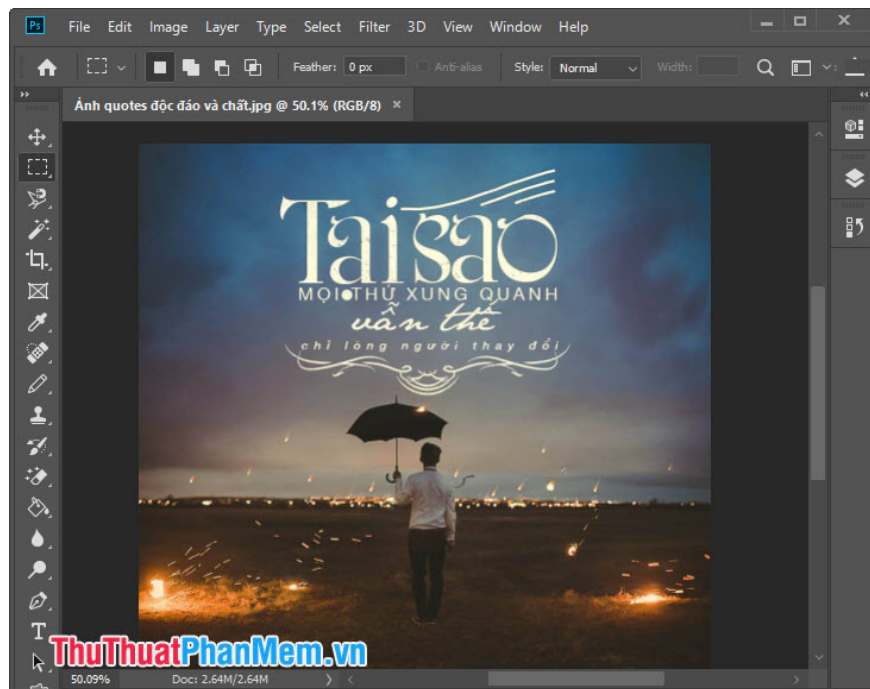 Ps File Edit Image Layer Type Select Filter 3D View Window Help
Feather: 0 px Anti-alias Style: Normal Width:
Ảnh quotes độc đáo và chất.jpg @ 50.1% (RGB/8) ×
Tại sao
MỌI THỨ XUNG QUANH
vẫn thế
chỉ lòng người thay đổi
ThuThuatPhanMem.vn
50.09% Doc: 2.64M/2.64M